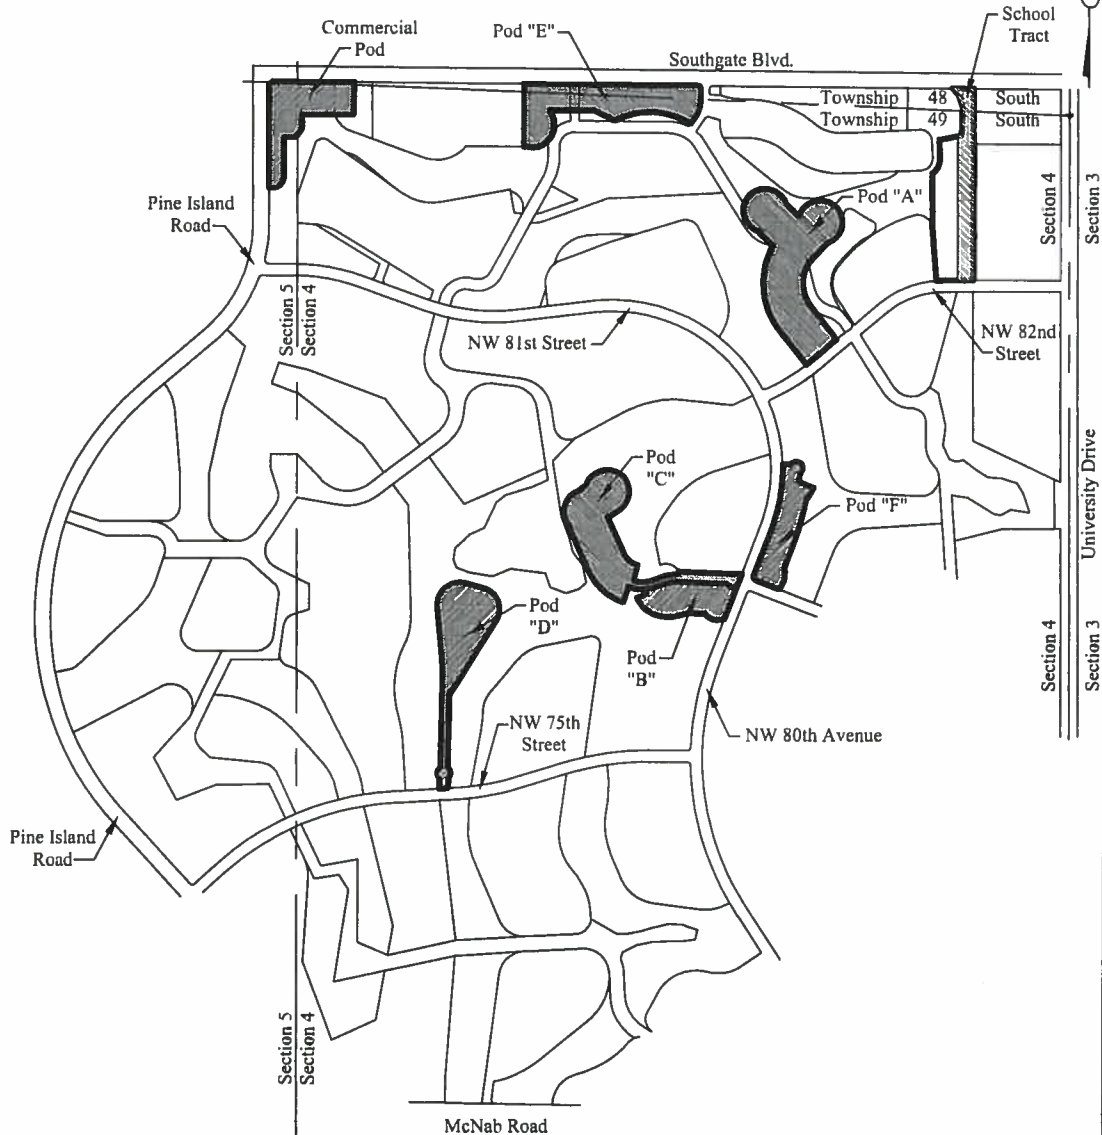 School
Tract
Commercial
Pod
Pod "E"
Southgate Blvd.
Township 48 South
Township 49 South
Pod "A"
Section 4
Section 3
Pine Island
Road
Section 5
Section 4
NW 81st Street
NW 82nd
Street
Pod
"C"
Pod "F"
University Drive
Pod
"D"
Pod
"B"
Section 4
Section 3
NW 75th
Street
NW 80th Avenue
Pine Island
Road
Section 5
Section 4
McNab Road